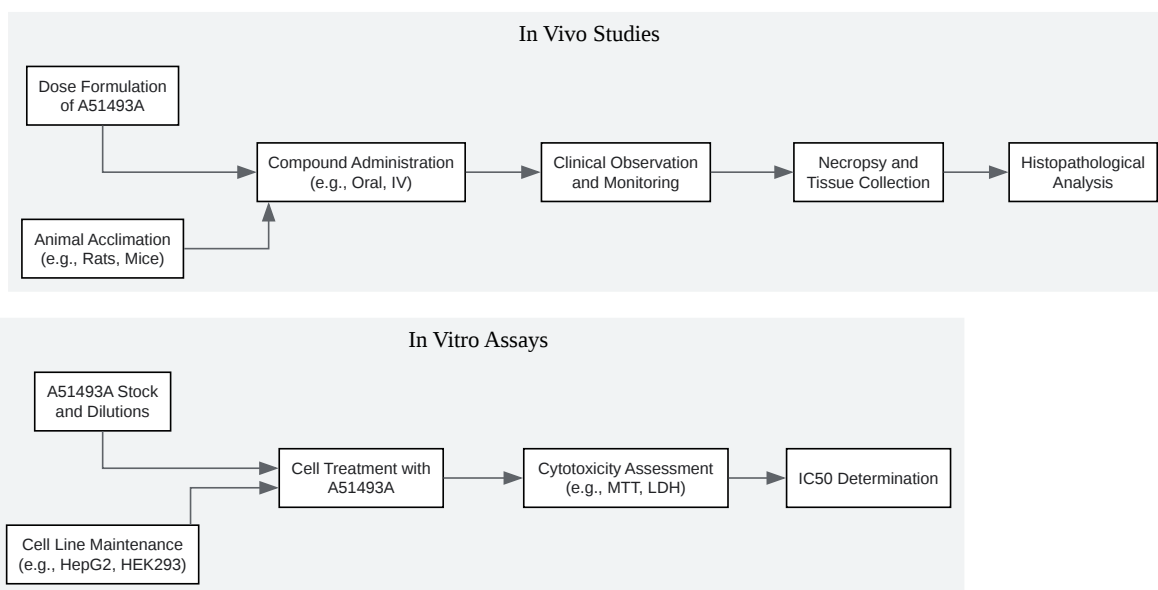 In Vivo Studies
Dose Formulation
of A51493A
Animal Acclimation
(e.g., Rats, Mice)
Compound Administration
(e.g., Oral, IV)
Clinical Observation
and Monitoring
Necropsy and
Tissue Collection
Histopathological
Analysis
In Vitro Assays
A51493A Stock
and Dilutions
Cell Line Maintenance
(e.g., HepG2, HEK293)
Cell Treatment with
A51493A
Cytotoxicity Assessment
(e.g., MTT, LDH)
IC50 Determination